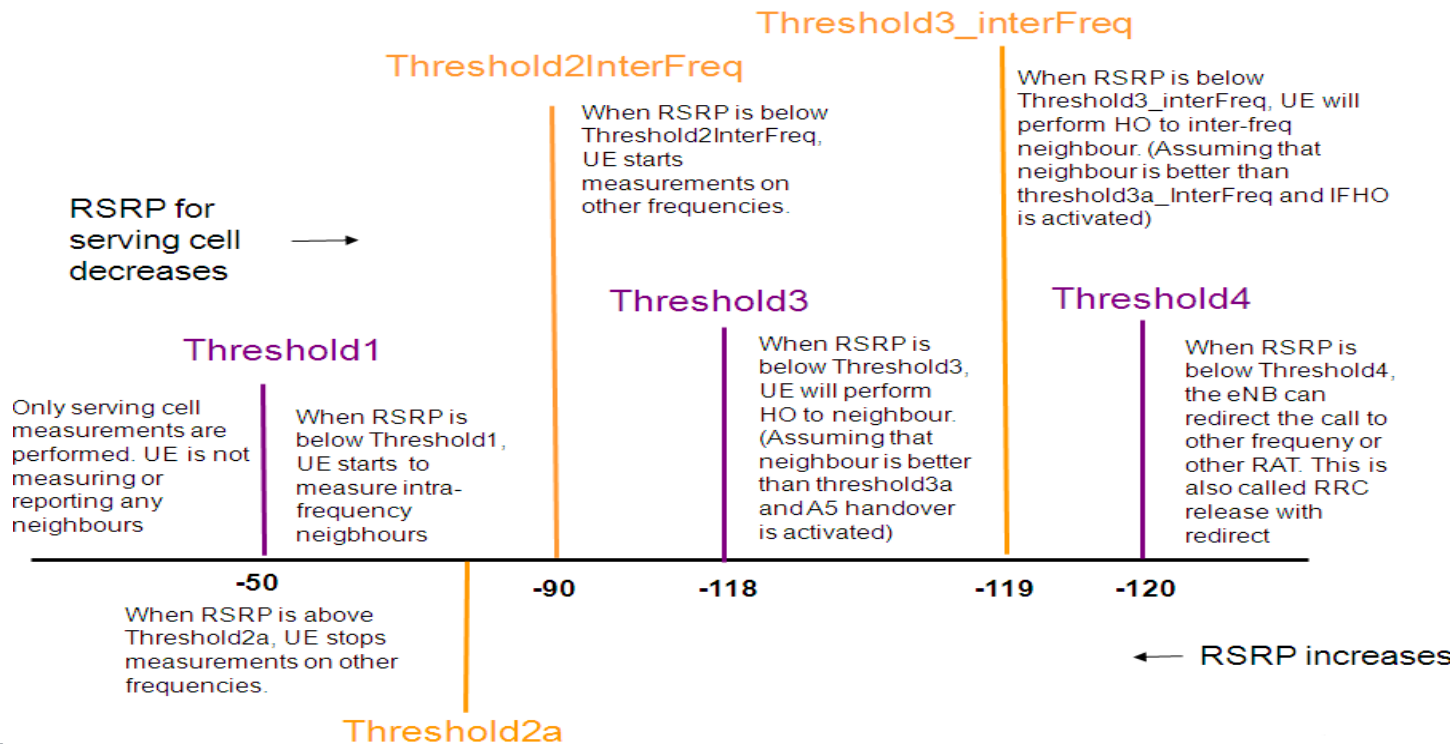 Threshold3_interFreq
When RSRP is below
Threshold3_interFreq, UE will
perform HO to inter-freq
neighbour. (Assuming that
neighbour is better than
threshold3a_InterFreq and IFHO
is activated)
Threshold2InterFreq
When RSRP is below
Threshold2InterFreq,
UE starts
measurements on
other frequencies.
RSRP for
serving cell
decreases
Threshold1
Only serving cell
measurements are
performed. UE is not
measuring or
reporting any
neighbours
When RSRP is
below Threshold1,
UE starts to
measure intra-
frequency
neigbhours
Threshold3
When RSRP is
below Threshold3,
UE will perform
HO to neighbour.
(Assuming that
neighbour is better
than threshold3a
and A5 handover
is activated)
Threshold4
When RSRP is
below Threshold4,
the eNB can
redirect the call to
other frequeny or
other RAT. This is
also called RRC
release with
redirect
-50
-90
-118
-119
-120
When RSRP is above
Threshold2a, UE stops
measurements on other
frequencies.
Threshold2a
RSRP increases